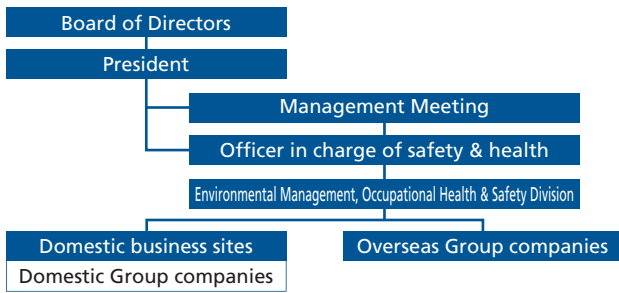 Board of Directors
President
Management Meeting
Officer in charge of safety & health
Environmental Management, Occupational Health & Safety Division
Domestic business sites
Domestic Group companies
Overseas Group companies